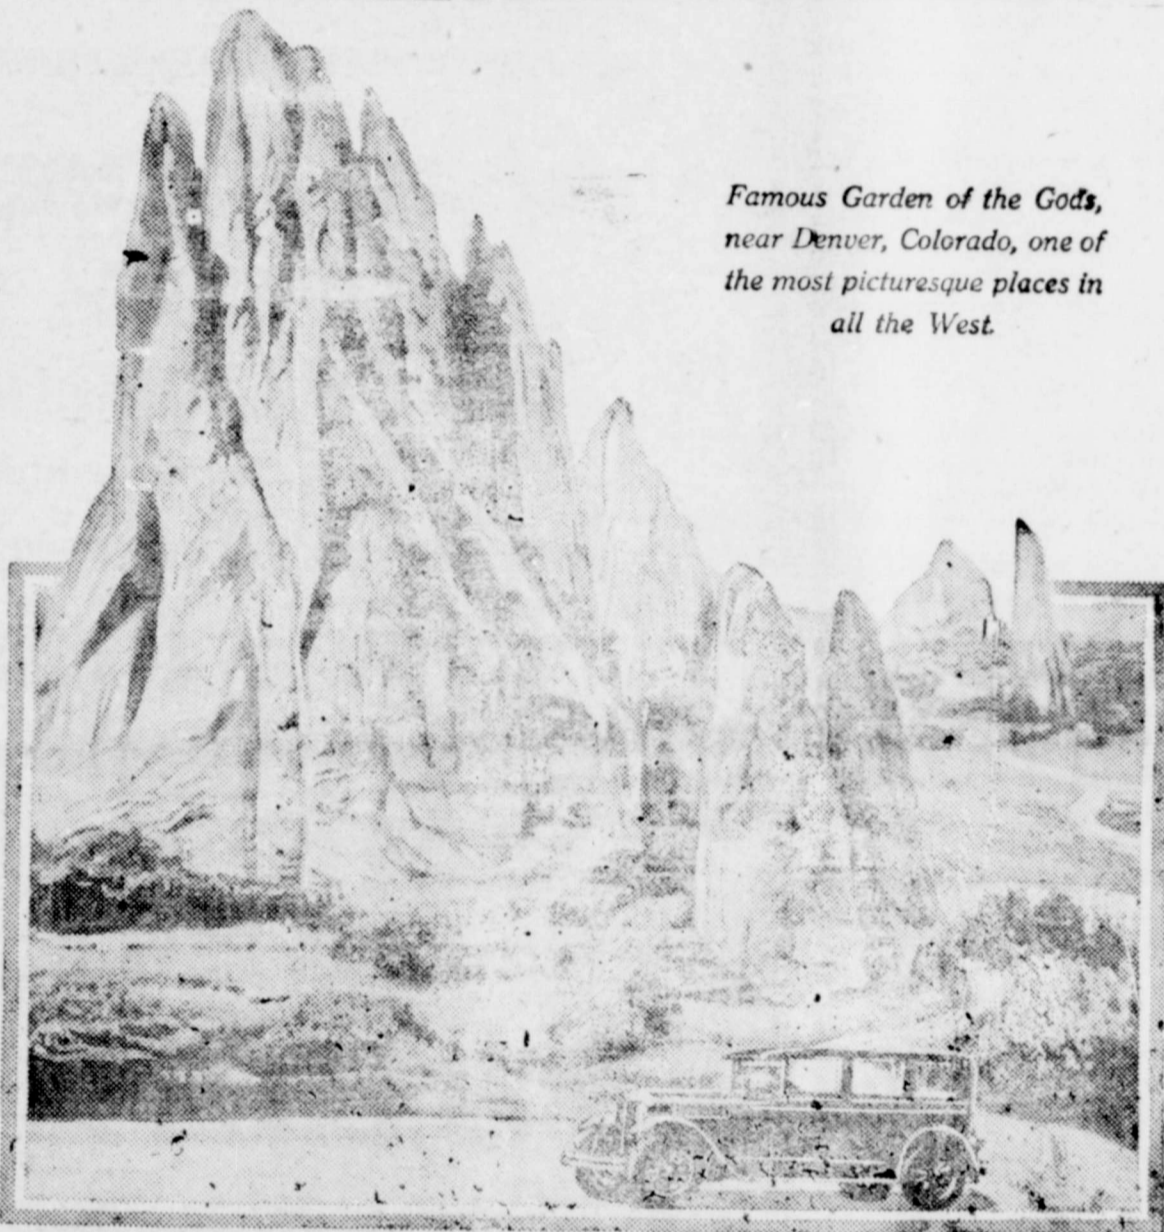 Famous Garden of the Gods,
near Denver, Colorado, one of
the most picturesque places in
all the West.